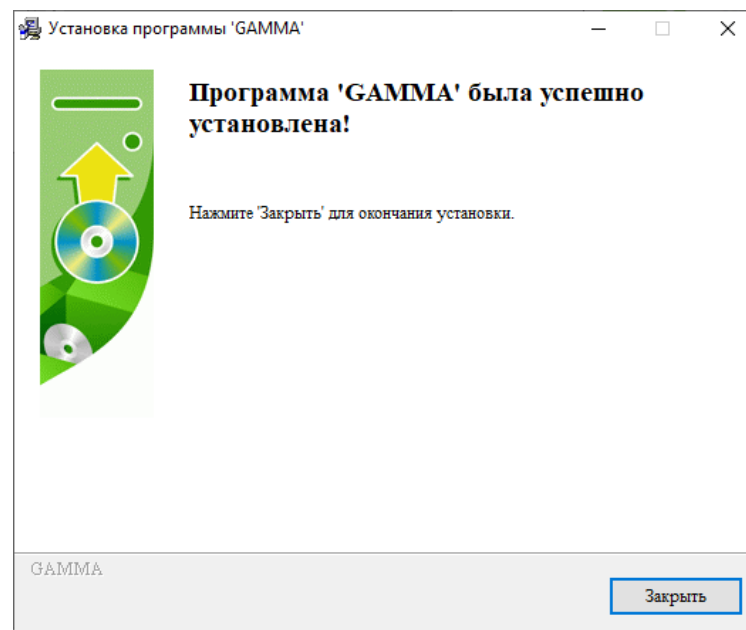 Установка программы 'GAMMA'
Программа 'GAMMA' была успешно
установлена!
Нажмите 'Закрыть' для окончания установки.
GAMMA
Закрыть